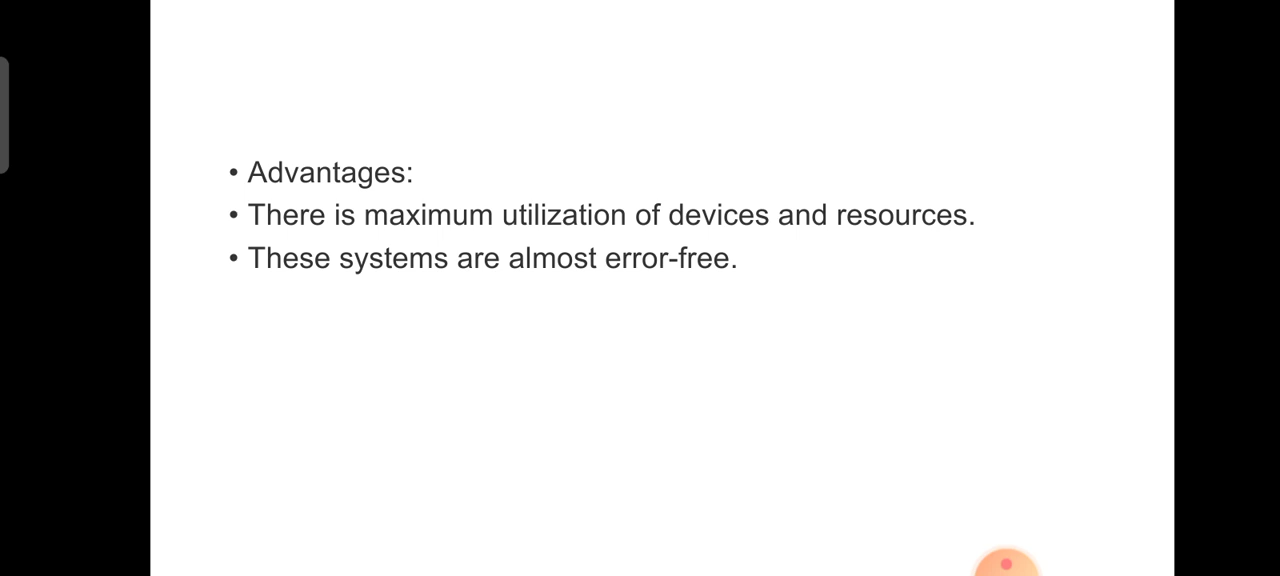 • Advantages:
• There is maximum utilization of devices and resources.
• These systems are almost error-free.